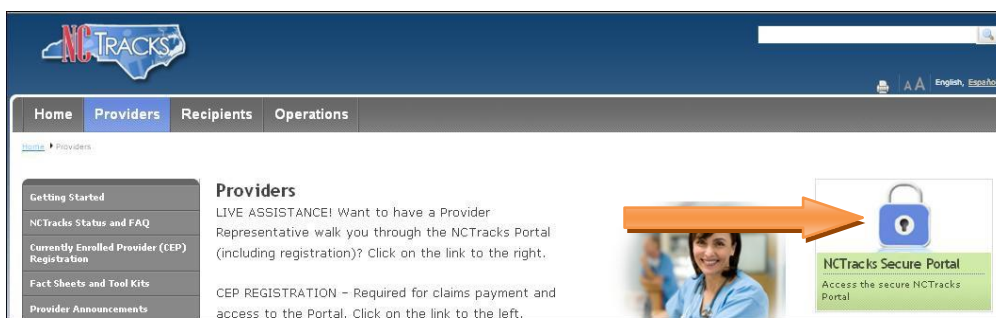 NCTRACKS
English, Español
Home Providers Recipients Operations
Home Providers
Getting Started
NCTracks Status and FAQ
Currently Enrolled Provider (CEP)
Registration
Fact Sheets and Tool Kits
Provider Announcements
Providers
LIVE ASSISTANCE! Want to have a Provider
Representative walk you through the NCTracks Portal
(including registration)? Click on the link to the right.
CEP REGISTRATION – Required for claims payment and
access to the Portal. Click on the link to the left.
NCTracks Secure Portal
Access the secure NCTracks
Portal